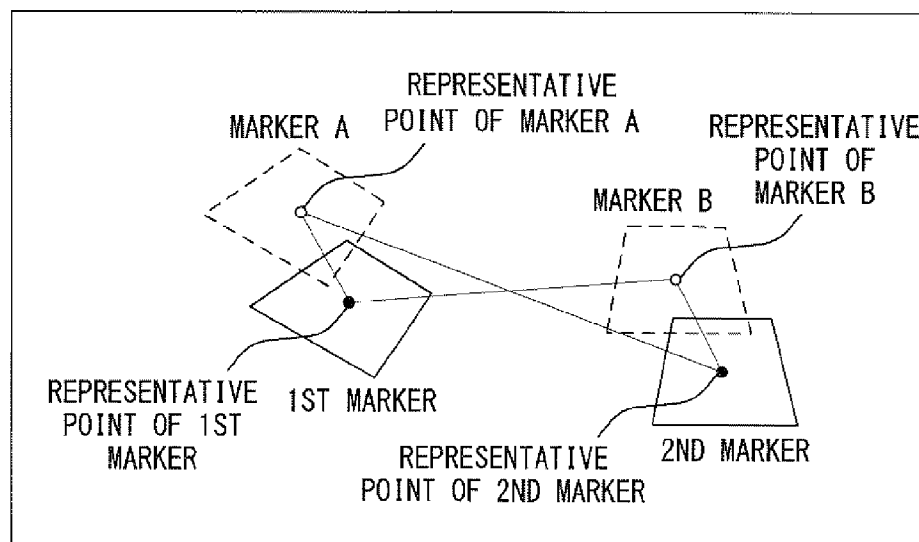 REPRESENTATIVE
POINT OF MARKER A
MARKER A
REPRESENTATIVE
POINT OF
MARKER B
MARKER B
REPRESENTATIVE
POINT OF 1ST
MARKER
1ST MARKER
REPRESENTATIVE
POINT OF 2ND MARKER
2ND MARKER